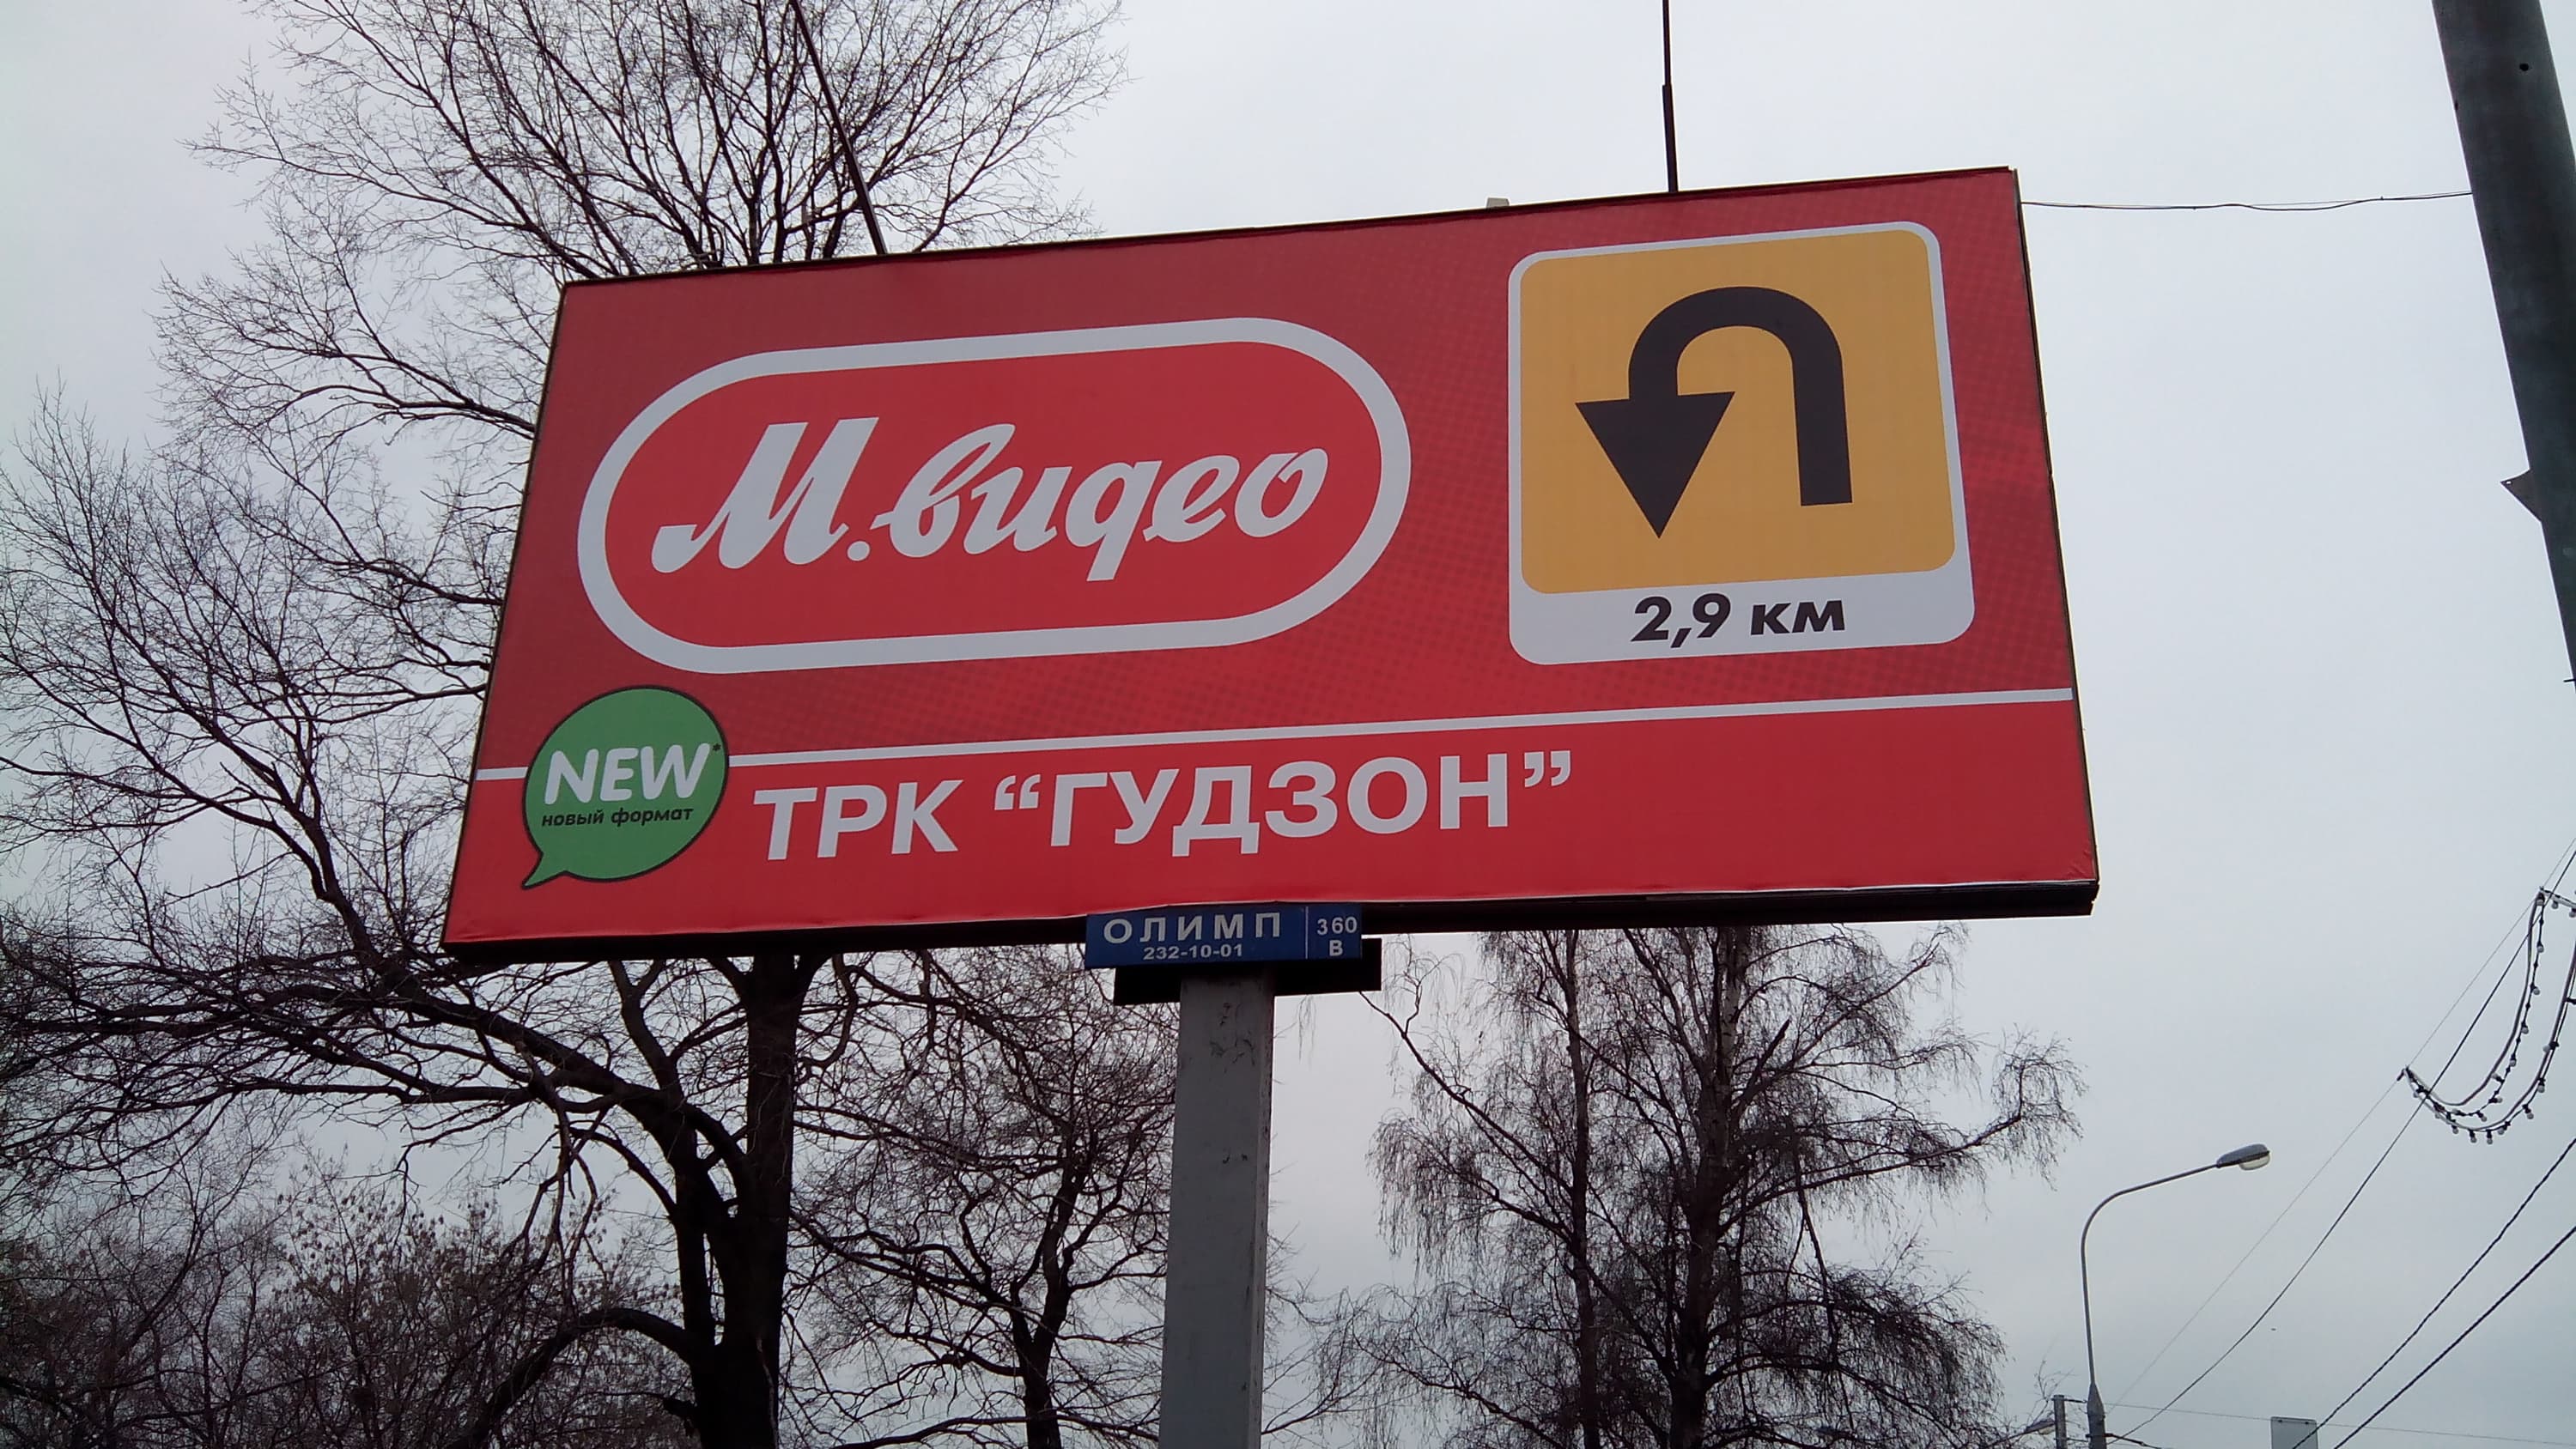 М.видео
2,9 км
NEW*
новый формат
ТРК “ГУДЗОН”
ОЛИМП
232-10-01
360
В